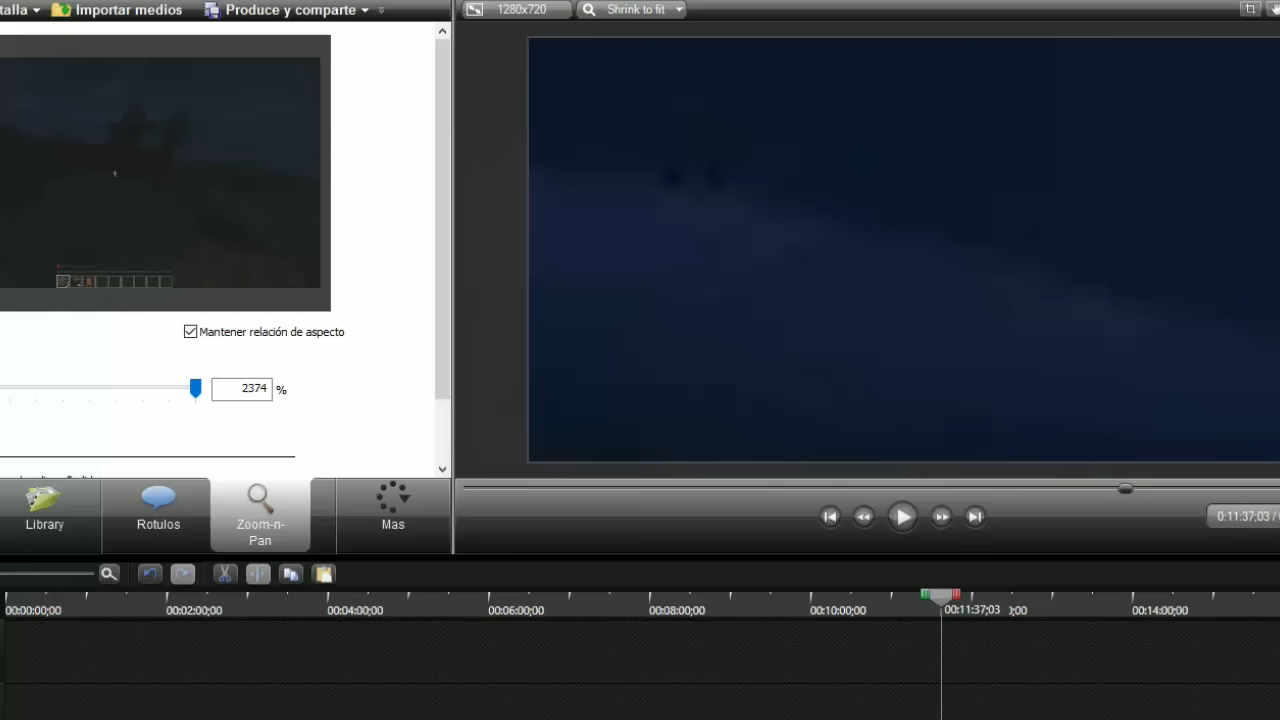 talla Importar medios Produce y comparte
1280x720 Shrink to fit
Mantener relación de aspecto
2374 %
Library Rotulos Zoom-n-Pan Mas
0:11:37;03 /
00:00:00;00 00:02:00;00 00:04:00;00 00:06:00;00 00:08:00;00 00:10:00;00 00:11:37;03 ;00 00:14:00;00